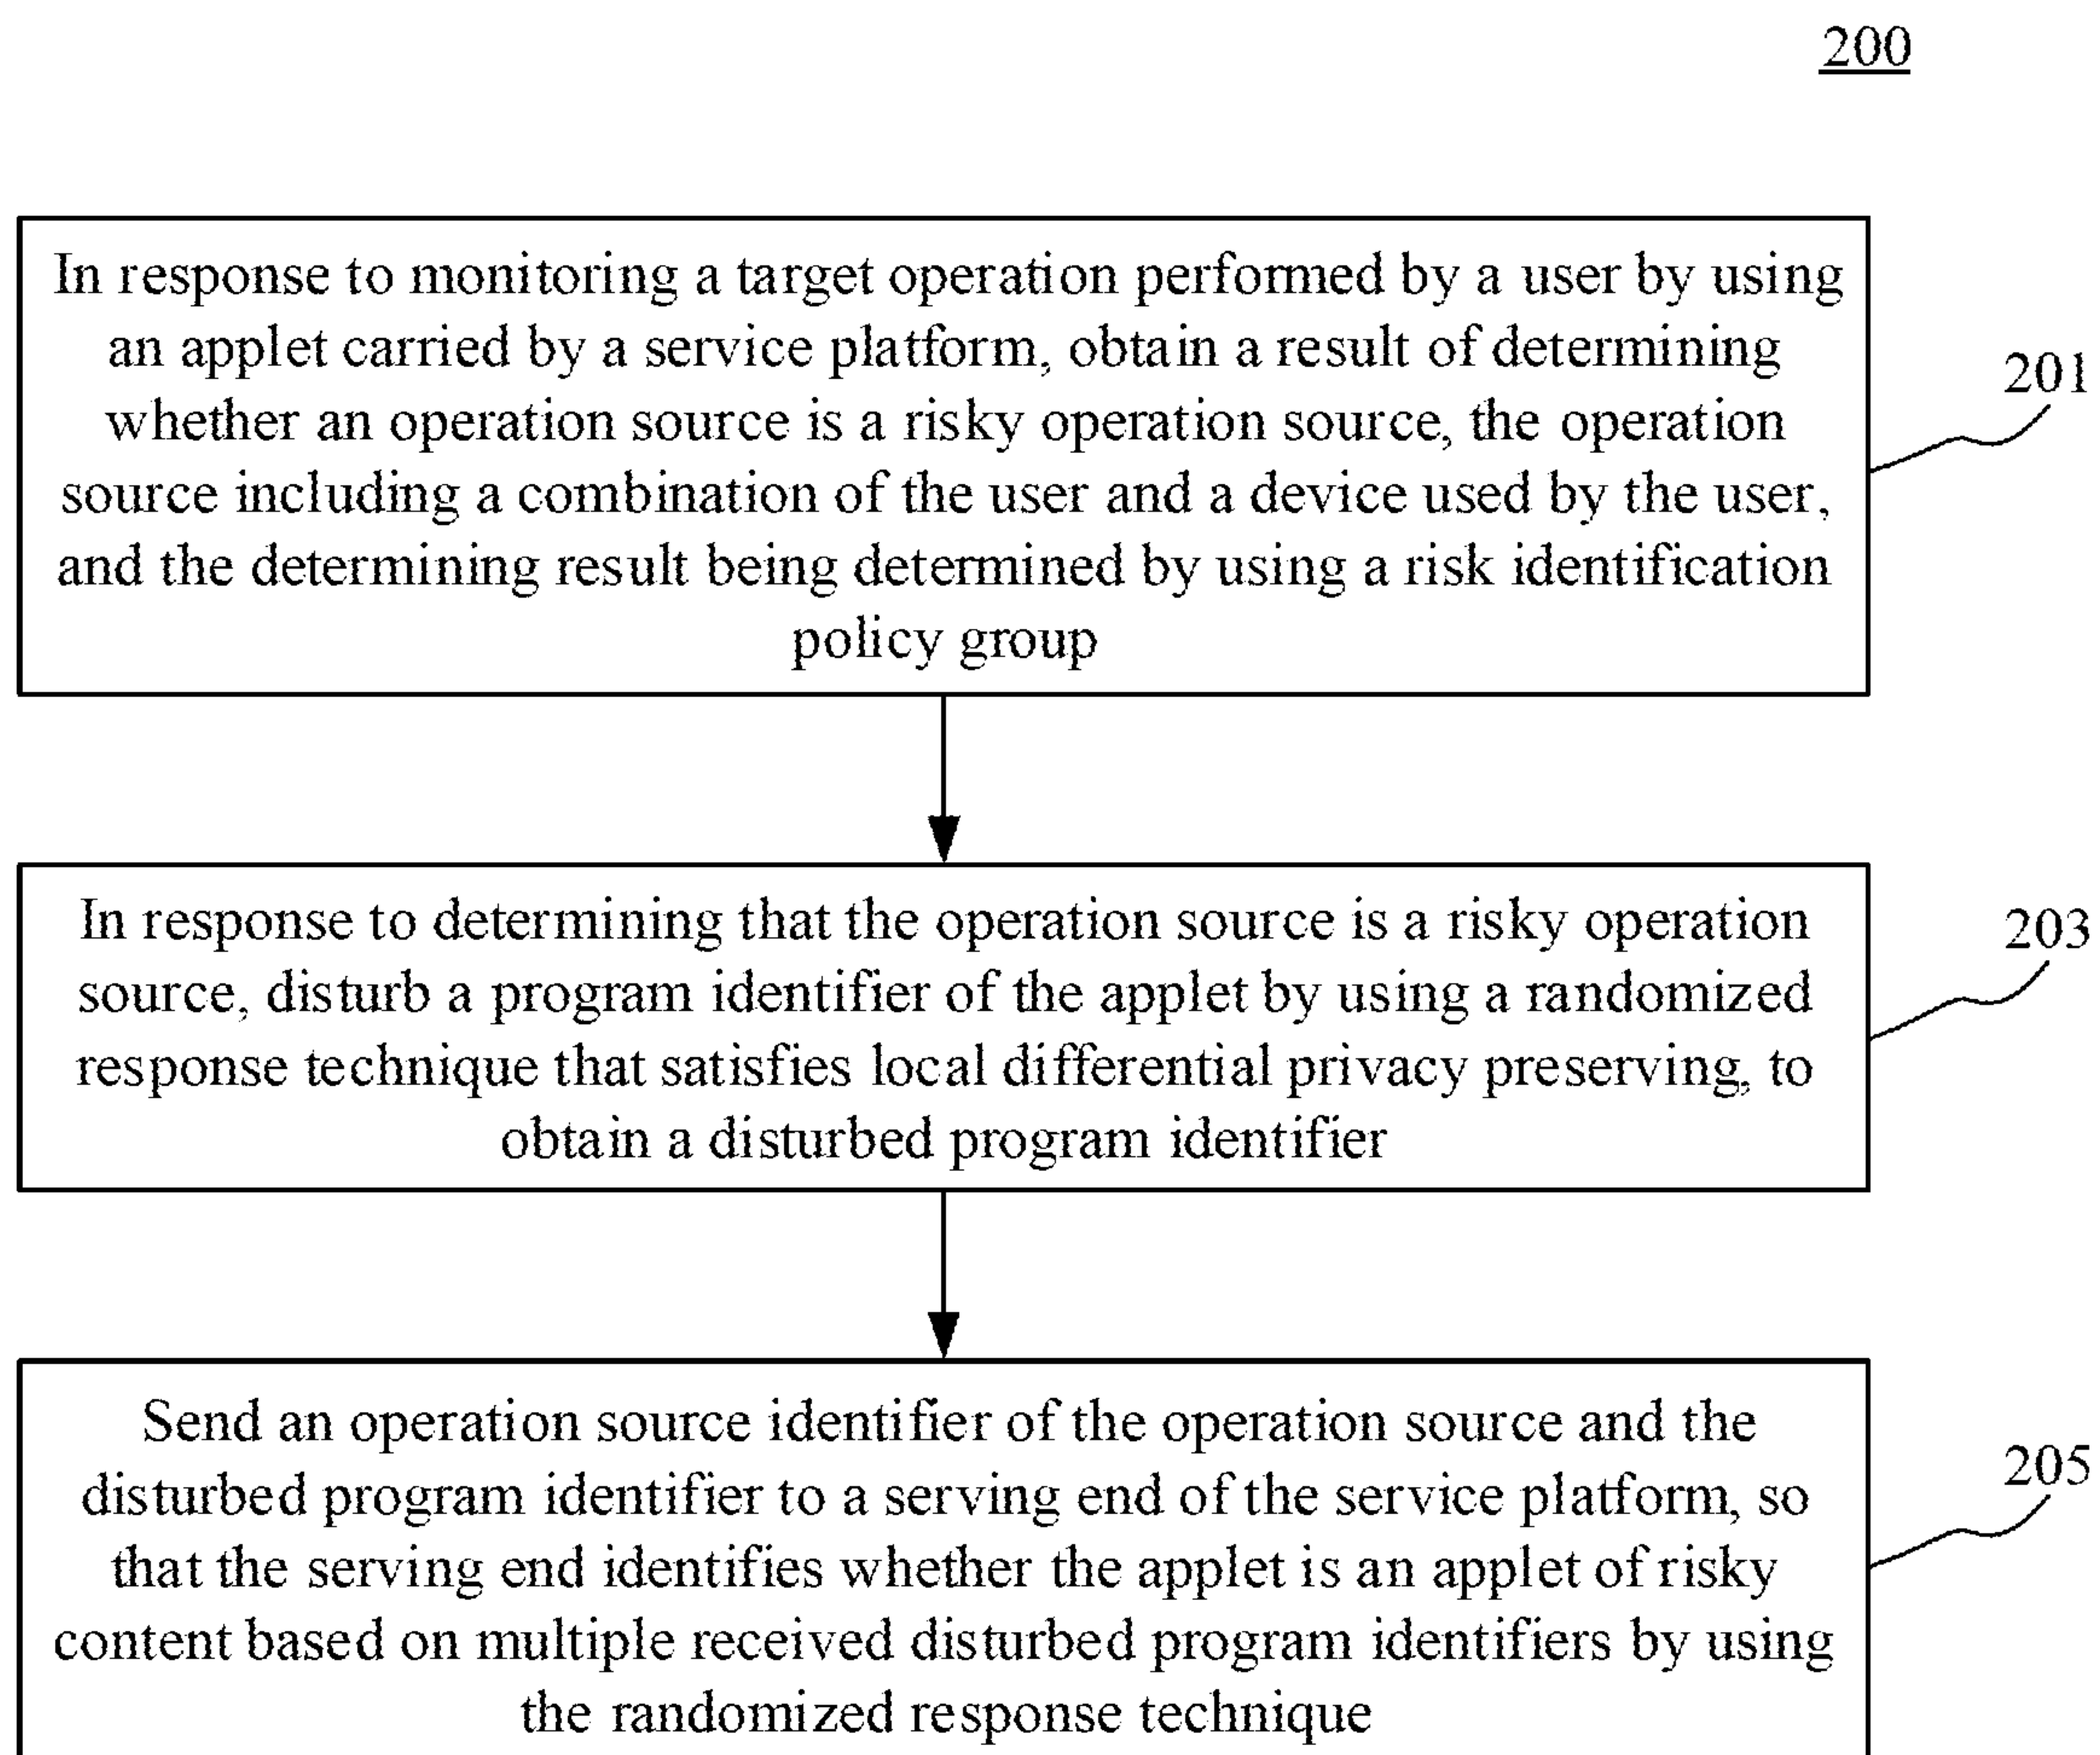 200
In response to monitoring a target operation performed by a user by using
an applet carried by a service platform, obtain a result of determining
whether an operation source is a risky operation source, the operation
source including a combination of the user and a device used by the user,
and the determining result being determined by using a risk identification
policy group
201
In response to determining that the operation source is a risky operation
source, disturb a program identifier of the applet by using a randomized
response technique that satisfies local differential privacy preserving, to
obtain a disturbed program identifier
203
Send an operation source identifier of the operation source and the
disturbed program identifier to a serving end of the service platform, so
that the serving end identifies whether the applet is an applet of risky
content based on multiple received disturbed program identifiers by using
the randomized response technique
205